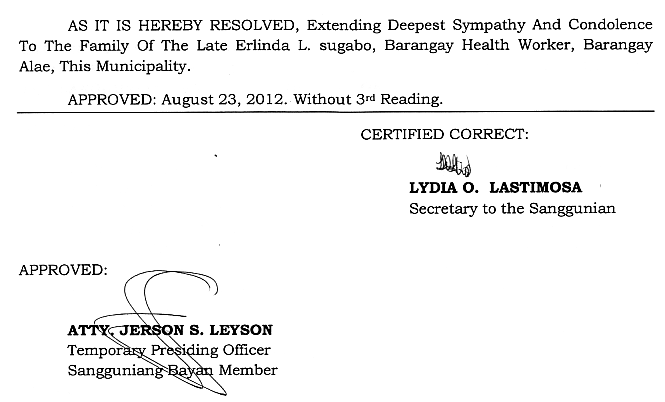 AS IT IS HEREBY RESOLVED, Extending Deepest Sympathy And Condolence
To The Family Of The Late Erlinda L. sugabo, Barangay Health Worker, Barangay
Alae, This Municipality.
APPROVED: August 23, 2012. Without 3rd Reading.
CERTIFIED CORRECT:
LYDIA O. LASTIMOSA
Secretary to the Sanggunian
APPROVED:
ATTY. JERSON S. LEYSON
Temporary Presiding Officer
Sangguniang Bayan Member